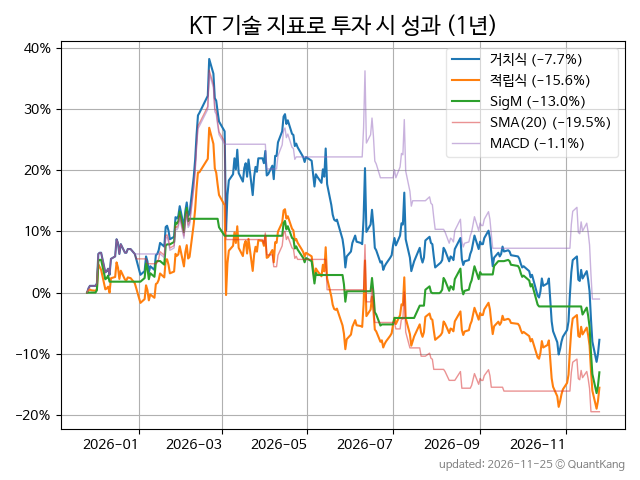 KT 기술 지표로 투자 시 성과 (1년)
40%
30%
20%
10%
0%
−10%
−20%
거치식 (−7.7%)
적립식 (−15.6%)
SigM (−13.0%)
SMA(20) (−19.5%)
MACD (−1.1%)
2026-01
2026-03
2026-05
2026-07
2026-09
2026-11
updated: 2026-11-25 ⓒ QuantKang